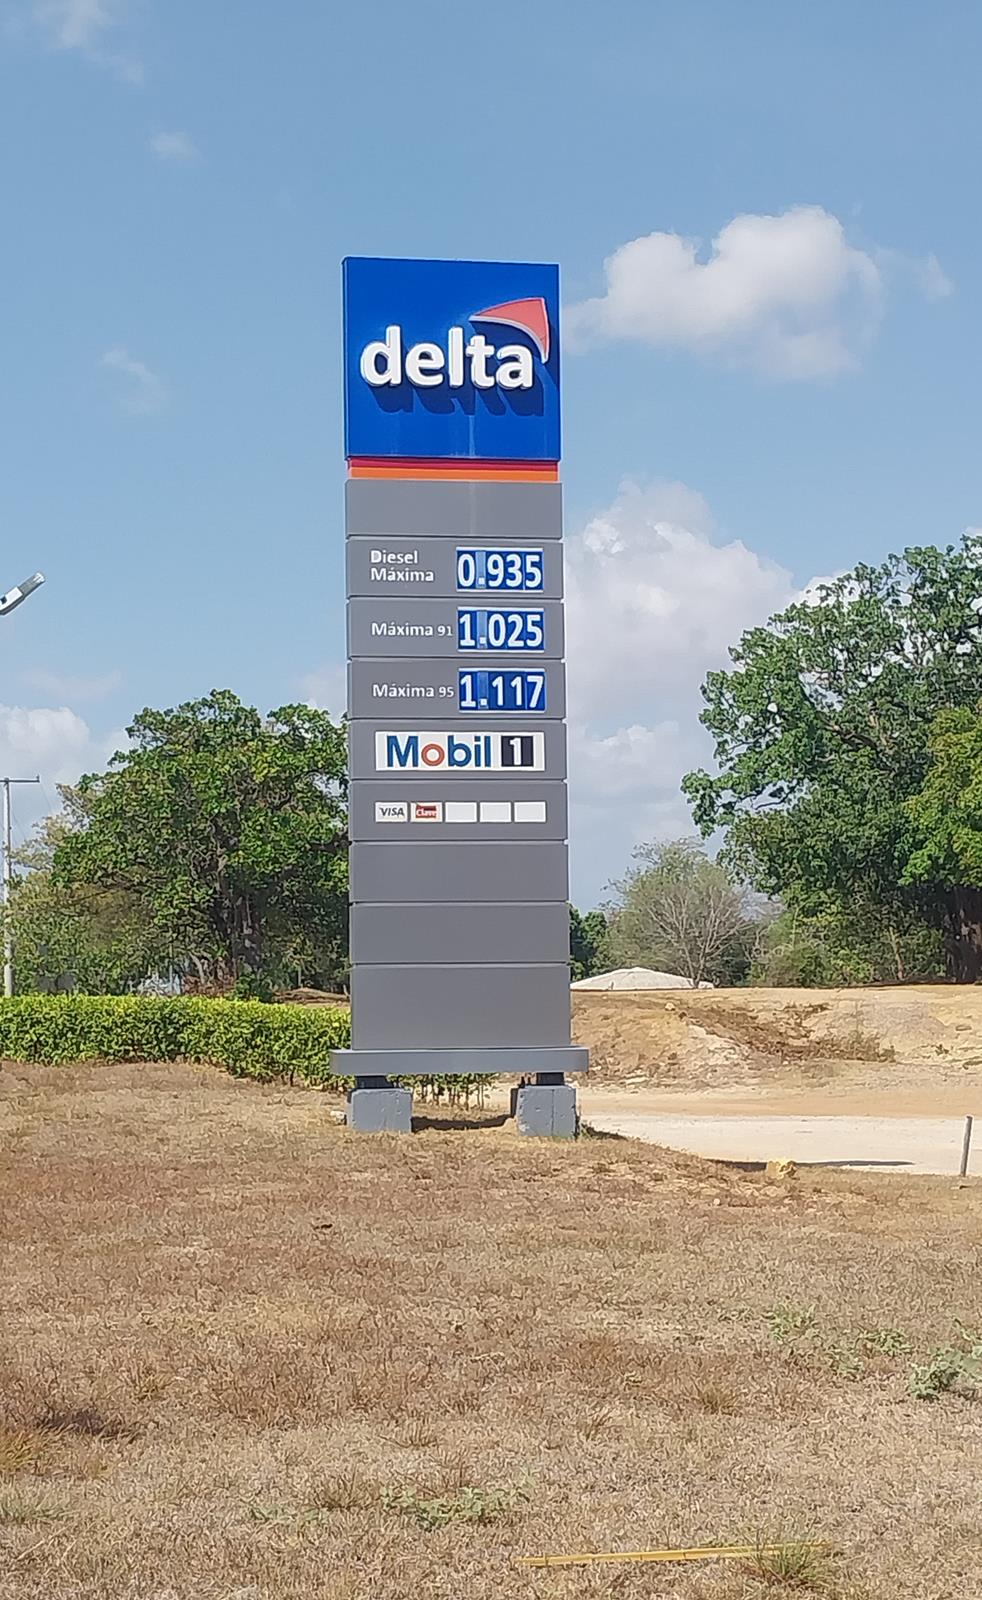 delta
Diesel
Máxima 0.935
Máxima 91 1.025
Máxima 95 1.117
Mobil 1
VISA Clave